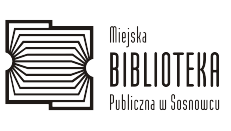 Miejska
BIBLIOTEKA
Publiczna w Sosnowcu